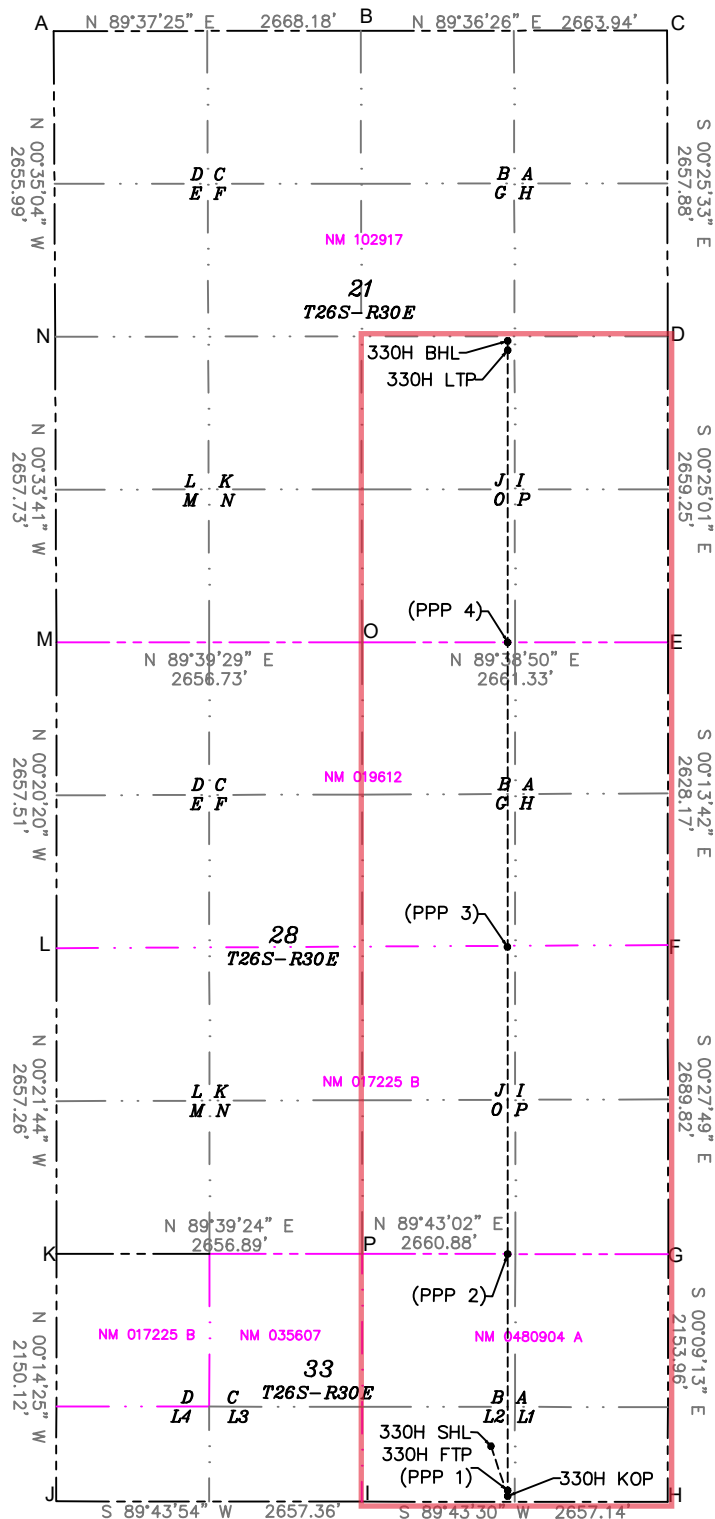 A
N 89°37'25" E
2668.18'
B
N 89°36'26" E
2663.94'
C
N 00°35'04" W
2655.99'
S 00°25'33" E
2657.88'
D C
E F
B A
G H
NM 102917
21
T26S-R30E
N
D
330H BHL
330H LTP
N 00°33'41" W
2657.73'
S 00°25'01" E
2659.25'
L K
M N
J I
O P
(PPP 4)
M
O
E
N 89°39'29" E
2656.73'
N 89°38'50" E
2661.33'
N 00°20'20" W
2657.51'
S 00°13'42" E
2628.17'
NM 019612
D C
E F
B A
G H
(PPP 3)
28
T26S-R30E
L
F
N 00°21'44" W
2657.26'
S 00°27'49" E
2689.82'
NM 017225 B
L K
M N
J I
O P
N 89°39'24" E
2656.89'
N 89°43'02" E
2660.88'
K
P
G
(PPP 2)
N 00°14'25" W
2150.12'
S 00°09'13" E
2153.96'
NM 017225 B
NM 035607
NM 0480904 A
33
T26S-R30E
D C
L4 L3
B A
L2 L1
330H SHL
330H FTP
(PPP 1)
330H KOP
J
I
H
S 89°43'54" W
2657.36'
S 89°43'30" W
2657.14'